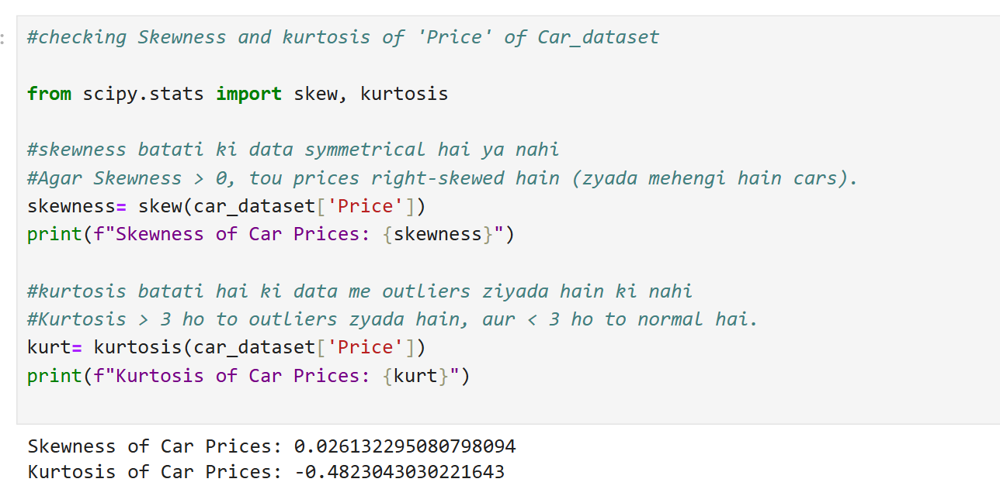 :
#checking Skewness and kurtosis of 'Price' of Car_dataset
from scipy.stats import skew, kurtosis
#skewness batati ki data symmetrical hai ya nahi
#Agar Skewness > 0, tou prices right-skewed hain (zyada mehengi hain cars).
skewness= skew(car_dataset['Price'])
print(f"Skewness of Car Prices: {skewness}")
#kurtosis batati hai ki data me outliers ziyada hain ki nahi
#Kurtosis > 3 ho to outliers zyada hain, aur < 3 ho to normal hai.
kurt= kurtosis(car_dataset['Price'])
print(f"Kurtosis of Car Prices: {kurt}")
Skewness of Car Prices: 0.026132295080798094
Kurtosis of Car Prices: -0.4823043030221643